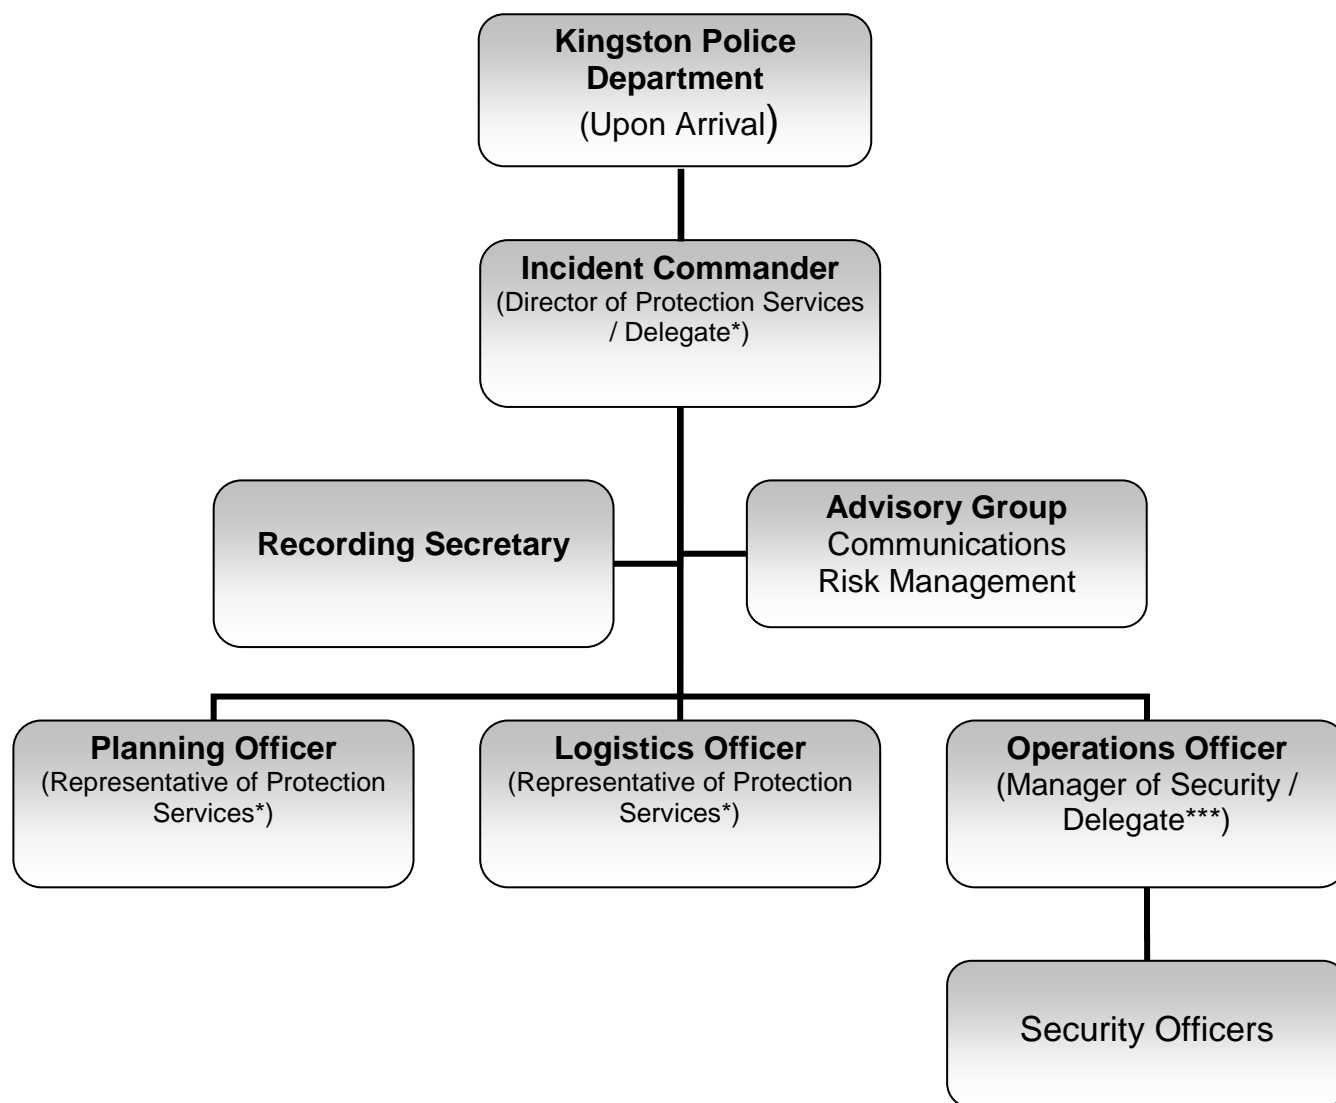 Kingston Police
Department
(Upon Arrival)
Incident Commander
(Director of Protection Services
/ Delegate*)
Recording Secretary
Advisory Group
Communications
Risk Management
Planning Officer
(Representative of Protection
Services*)
Logistics Officer
(Representative of Protection
Services*)
Operations Officer
(Manager of Security /
Delegate***)
Security Officers